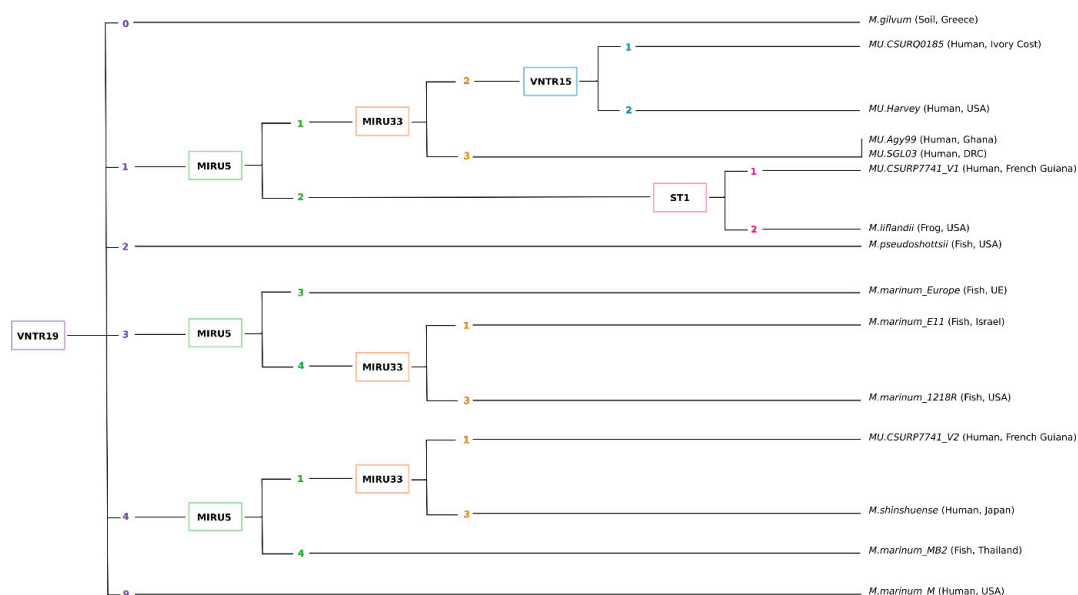 0
M.gilvum (Soil, Greece)
1
MU.CSURQ0185 (Human, Ivory Cost)
2
VNTR15
2
MU.Harvey (Human, USA)
1
MIRU33
MU.Agy99 (Human, Ghana)
3
MU.SGL03 (Human, DRC)
1
MIRU5
1
MU.CSURP7741_V1 (Human, French Guiana)
2
ST1
2
M.liflandii (Frog, USA)
2
M.pseudoshottsii (Fish, USA)
3
M.marinum_Europe (Fish, UE)
VNTR19
3
MIRU5
1
M.marinum_E11 (Fish, Israel)
4
MIRU33
3
M.marinum_1218R (Fish, USA)
1
MU.CSURP7741_V2 (Human, French Guiana)
1
MIRU33
3
M.shinshuense (Human, Japan)
4
MIRU5
4
M.marinum_MB2 (Fish, Thailand)
9
M.marinum_M (Human, USA)